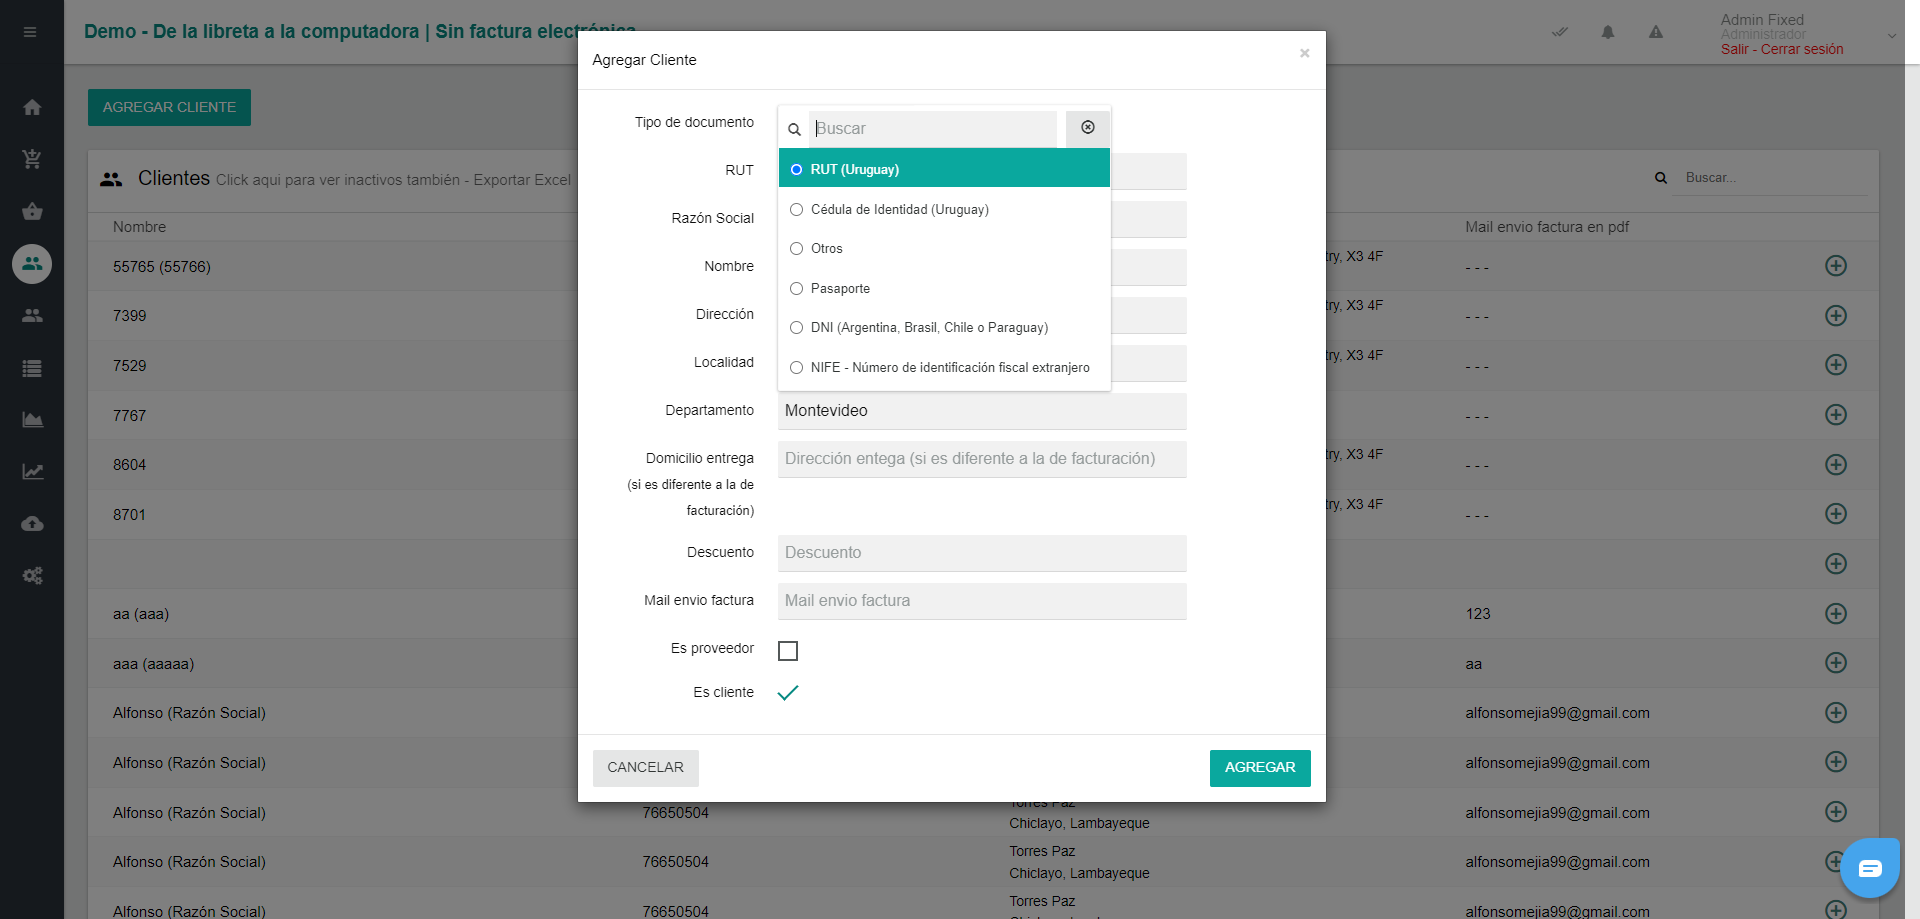 Demo - De la libreta a la computadora | Sin factura electrónica
Admin Fixed
Administrador
Salir - Cerrar sesión
AGREGAR CLIENTE
Clientes Click aqui para ver inactivos también - Exportar Excel
Buscar...
Nombre
Mail envio factura en pdf
55765 (55766)
try, X3 4F
- - -
7399
try, X3 4F
- - -
7529
try, X3 4F
- - -
7767
- - -
8604
try, X3 4F
- - -
8701
try, X3 4F
- - -
aa (aaa)
123
aaa (aaaaa)
aa
Alfonso (Razón Social)
alfonsomejia99@gmail.com
Alfonso (Razón Social)
alfonsomejia99@gmail.com
Alfonso (Razón Social)
76650504
Torres Paz
Chiclayo, Lambayeque
alfonsomejia99@gmail.com
Alfonso (Razón Social)
76650504
Torres Paz
Chiclayo, Lambayeque
alfonsomejia99@gmail.com
Alfonso (Razón Social)
76650504
Torres Paz
alfonsomejia99@gmail.com
Agregar Cliente
×
Tipo de documento
Buscar
RUT (Uruguay)
Cédula de Identidad (Uruguay)
Otros
Pasaporte
DNI (Argentina, Brasil, Chile o Paraguay)
NIFE - Número de identificación fiscal extranjero
RUT
Razón Social
Nombre
Dirección
Localidad
Departamento
Montevideo
Domicilio entrega
(si es diferente a la de
facturación)
Dirección entega (si es diferente a la de facturación)
Descuento
Descuento
Mail envio factura
Mail envio factura
Es proveedor
Es cliente
CANCELAR
AGREGAR